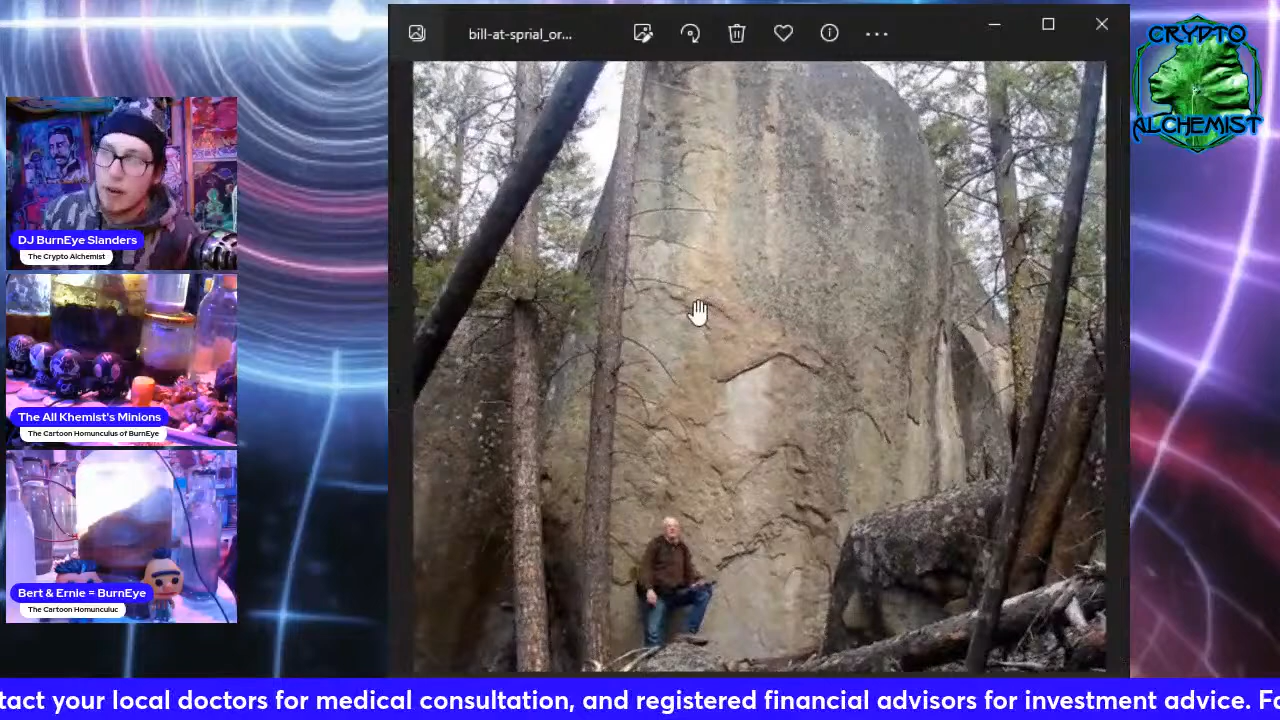 bill-at-sprial_or...
CRYPTO
ALCHEMIST
DJ BurnEye Slanders
The Crypto Alchemist
The All Khemist's Minions
The Cartoon Homunculus of BurnEye
Bert & Ernie = BurnEye
The Cartoon Homunculuc
tact your local doctors for medical consultation, and registered financial advisors for investment advice. Fo